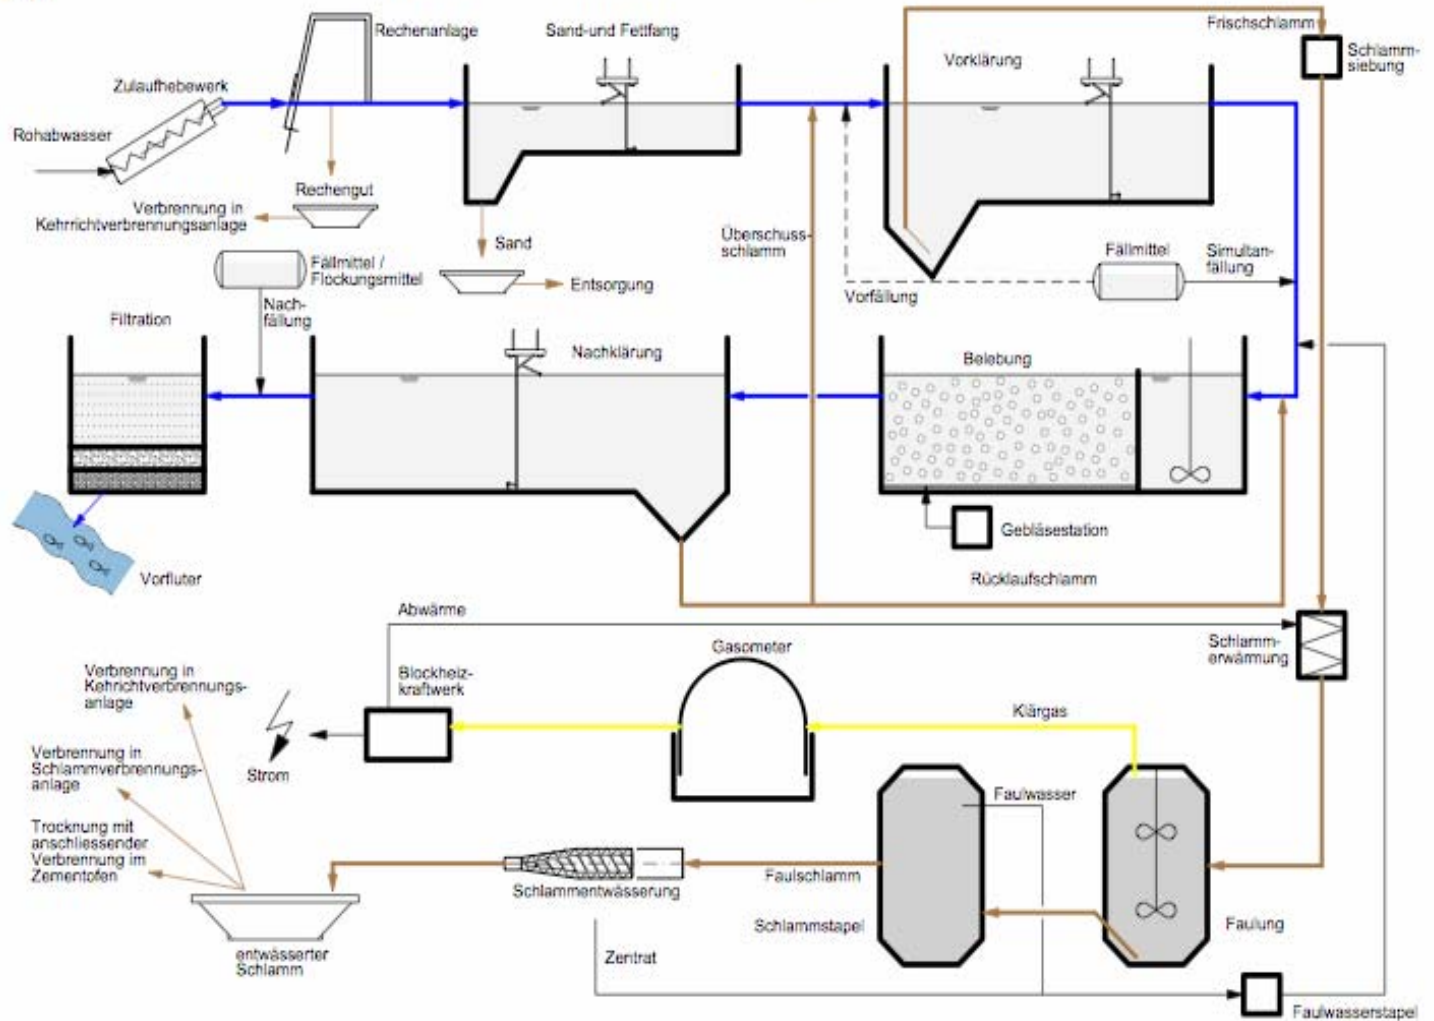 Frischschlamm
Rechenanlage
Sand-und Fettfang
Vorklärung
Schlamm-
siebung
Zulaufhebewerk
Rohabwasser
Rechengut
Verbrennung in
Kehrrichtverbrennungsanlage
Sand
Überschuss-
schlamm
Fällmittel /
Flockungsmittel
Entsorgung
Fällmittel
Simultan-
fällung
Vorfällung
Nach-
fällung
Filtration
Nachklärung
Belebung
Gebläsestation
Vorfluter
Rücklaufschlamm
Abwärme
Schlamm-
erwärmung
Gasometer
Blockheiz-
kraftwerk
Verbrennung in
Kehrichtverbrennungs-
anlage
Klärgas
Strom
Verbrennung in
Schlammverbrennungs-
anlage
Faulwasser
Trocknung mit
anschliessender
Verbrennung im
Zementofen
Schlammentwässerung
Faulschlamm
Schlammstapel
Faulung
entwässerter
Schlamm
Zentrat
Faulwasserstapel